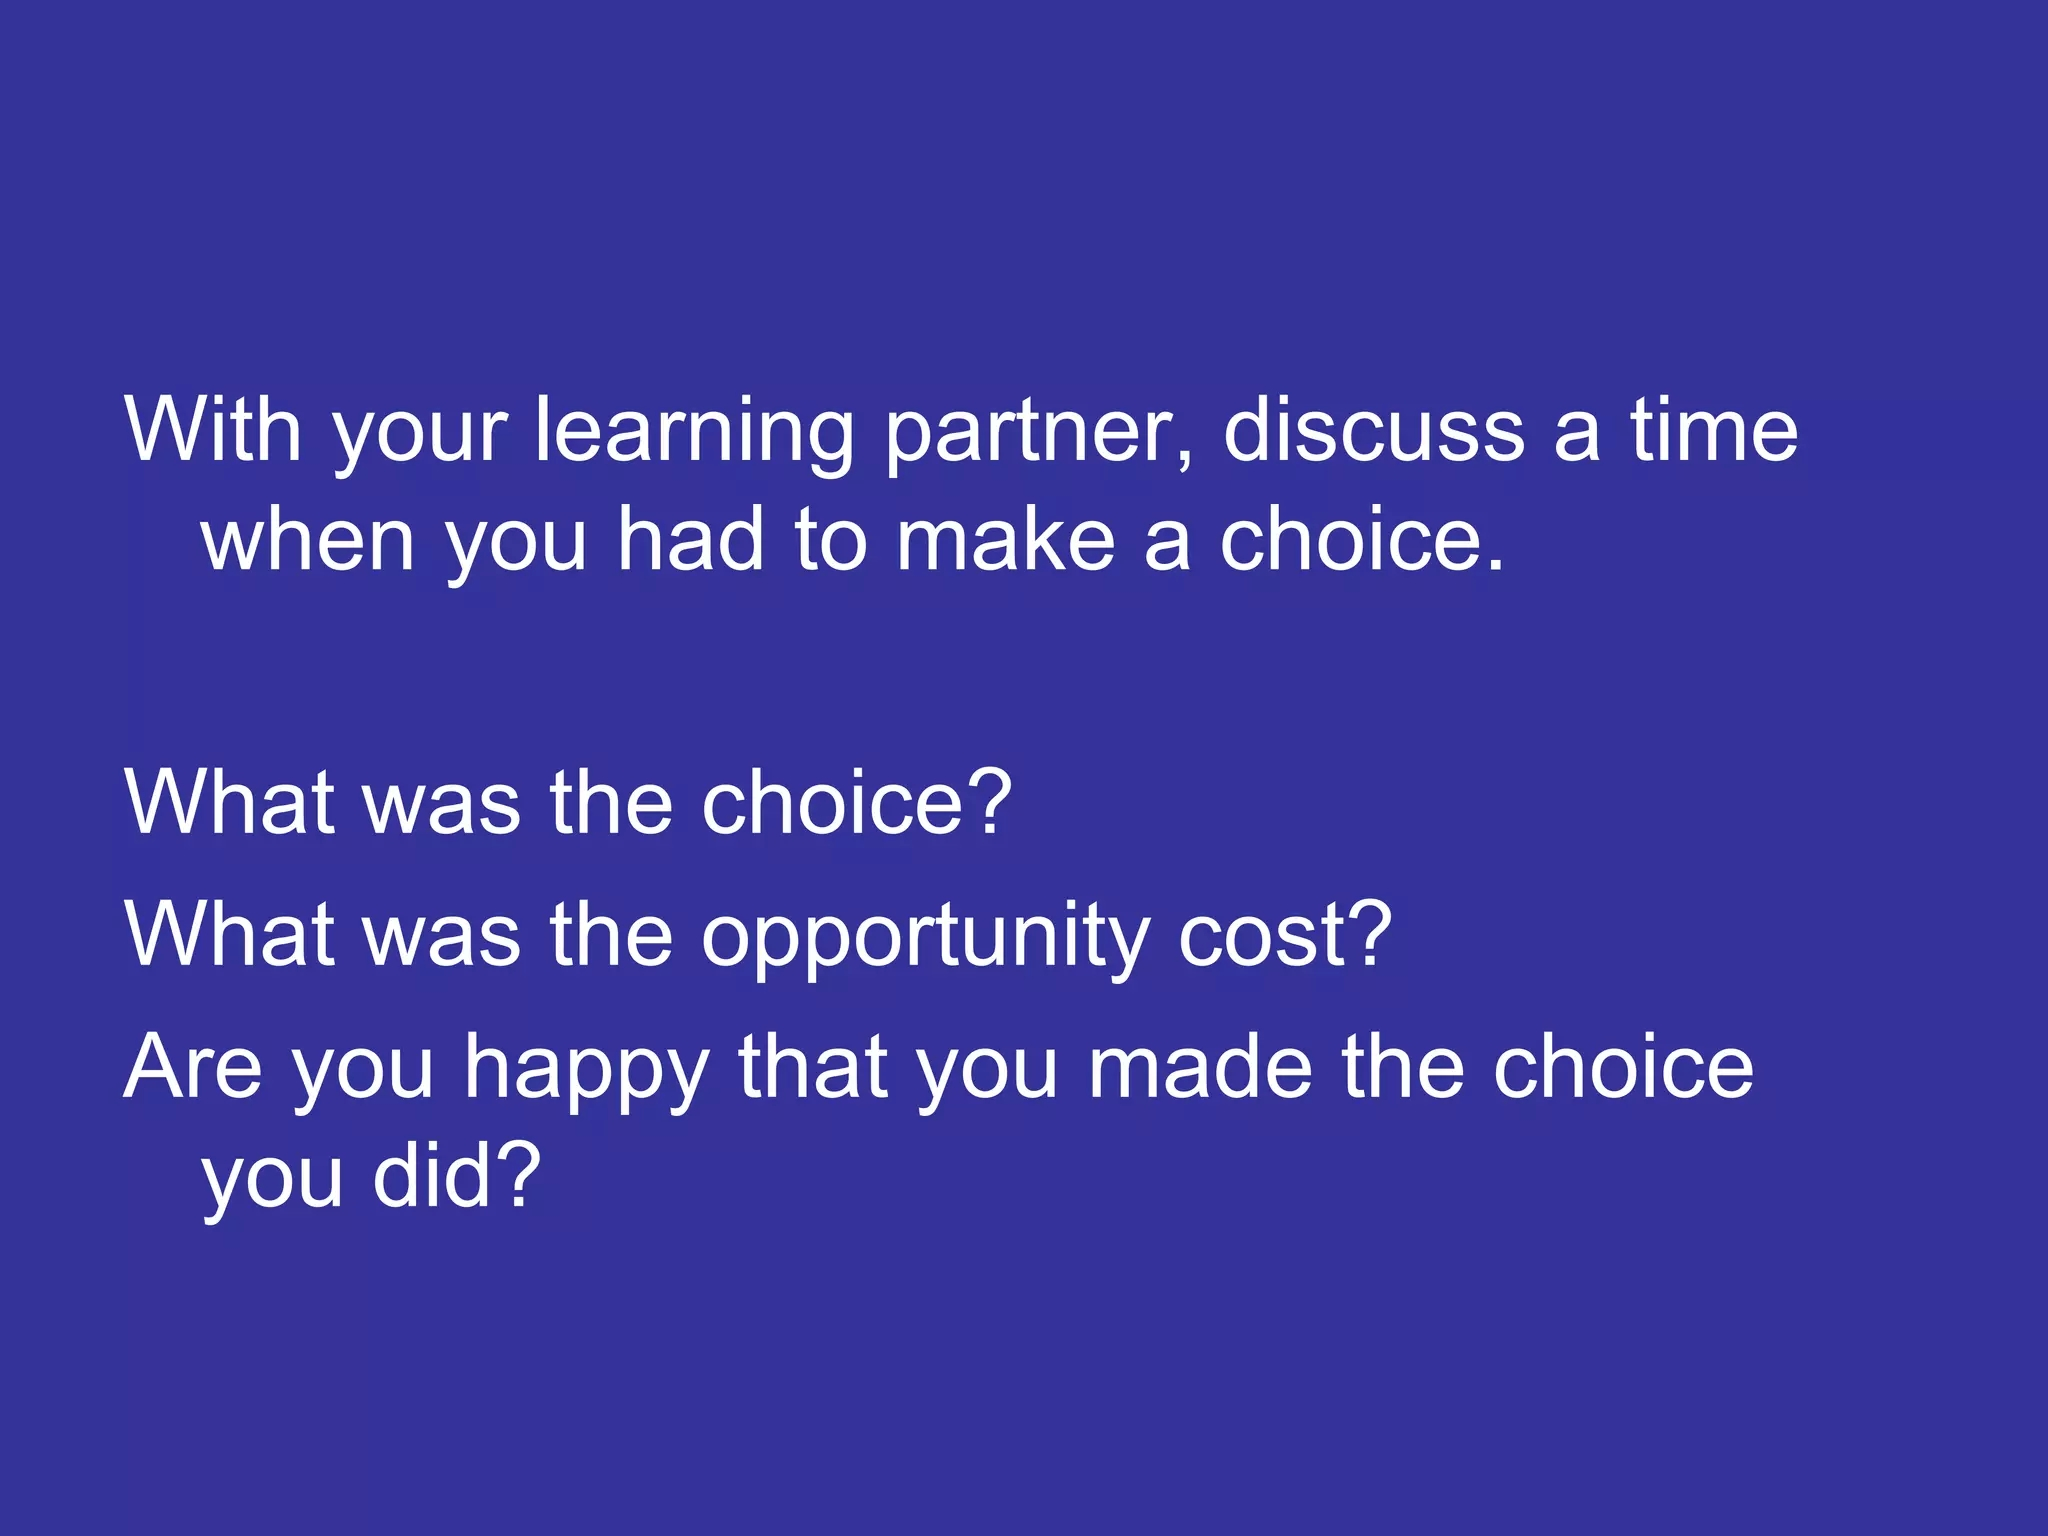 With your learning partner, discuss a time
when you had to make a choice.
What was the choice?
What was the opportunity cost?
Are you happy that you made the choice
you did?